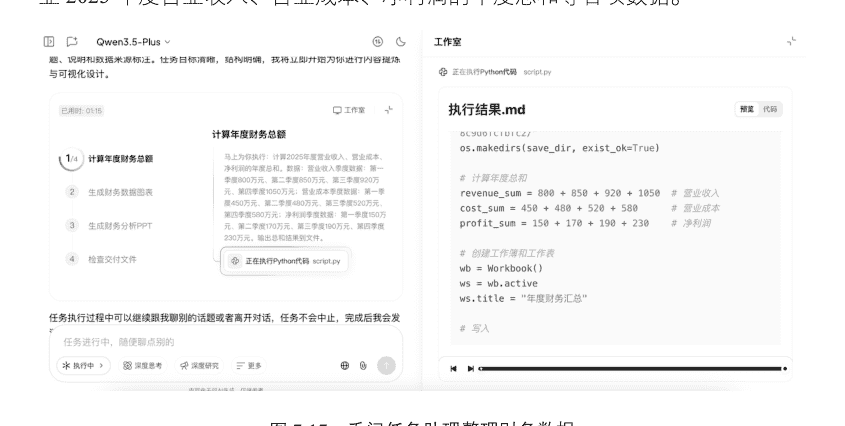 至 2025 年度营业收入、营业成本、净利润的年度总和等各项数据。
Qwen3.5-Plus
题、说明和数据来源标注。任务目标清晰，结构明确，我将立即开始为你进行内容提炼
与可视化设计。
已用时: 01:15
工作室
计算年度财务总额
1/4 计算年度财务总额
2 生成财务数据图表
3 生成财务分析PPT
4 检查交付文件
马上为你执行：计算2025年度营业收入、营业成本、
净利润的年度总和。数据：营业收入季度数据：第一
季度800万元、第二季度850万元、第三季度920万
元、第四季度1050万元；营业成本季度数据：第一季
度450万元、第二季度480万元、第三季度520万元、
第四季度580万元；净利润季度数据：第一季度150万
元、第二季度170万元、第三季度190万元、第四季度
230万元。输出总和结果到文件。
正在执行Python代码 script.py
任务执行过程中可以继续跟我聊别的话题或者离开对话，任务不会中止，完成后我会发
任务进行中，随便聊点别的
执行中
深度思考
深度研究
更多
工作室
正在执行Python代码 script.py
执行结果.md
预览 代码
os.makedirs(save_dir, exist_ok=True)
# 计算年度总和
revenue_sum = 800 + 850 + 920 + 1050 # 营业收入
cost_sum = 450 + 480 + 520 + 580 # 营业成本
profit_sum = 150 + 170 + 190 + 230 # 净利润
# 创建工作簿和工作表
wb = Workbook()
ws = wb.active
ws.title = "年度财务汇总"
# 写入